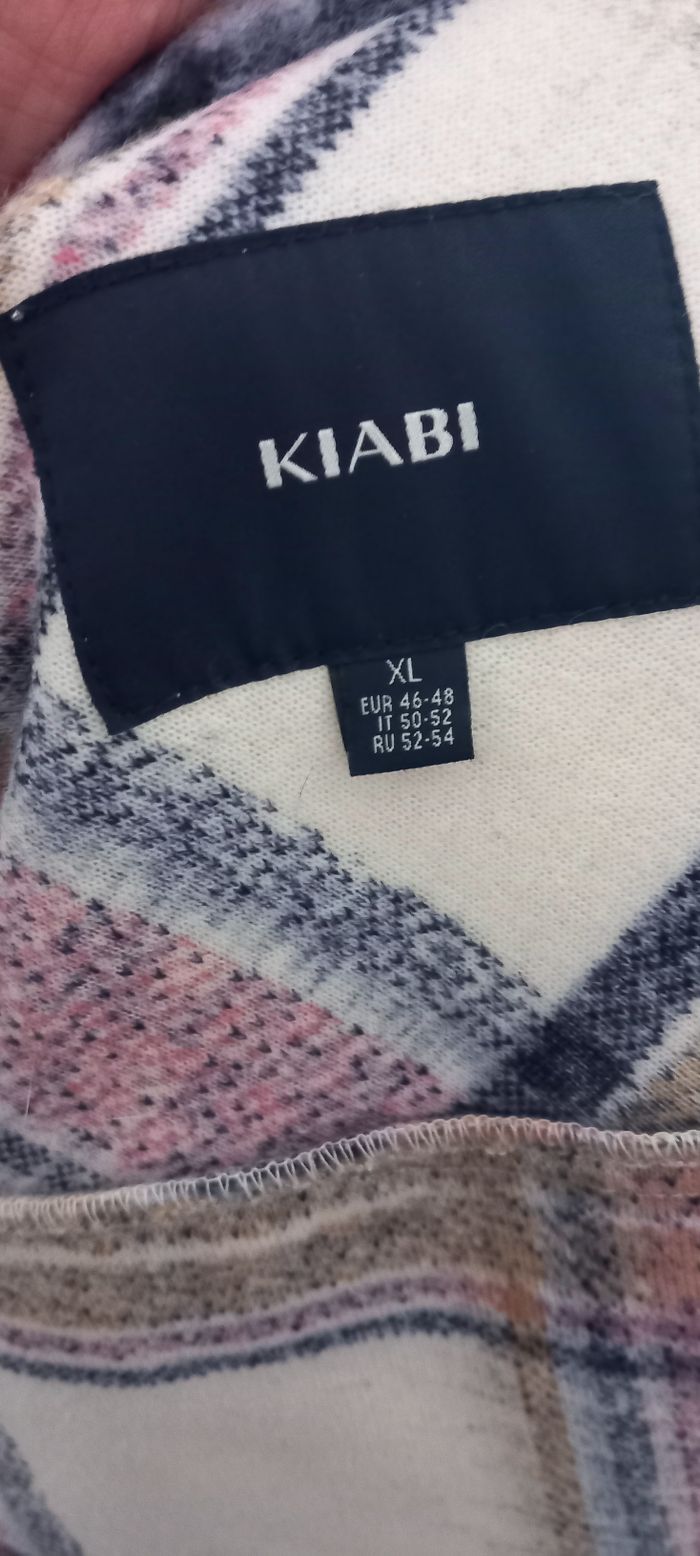 KIABI
XL
EUR 46-48
IT 50-52
RU 52-54